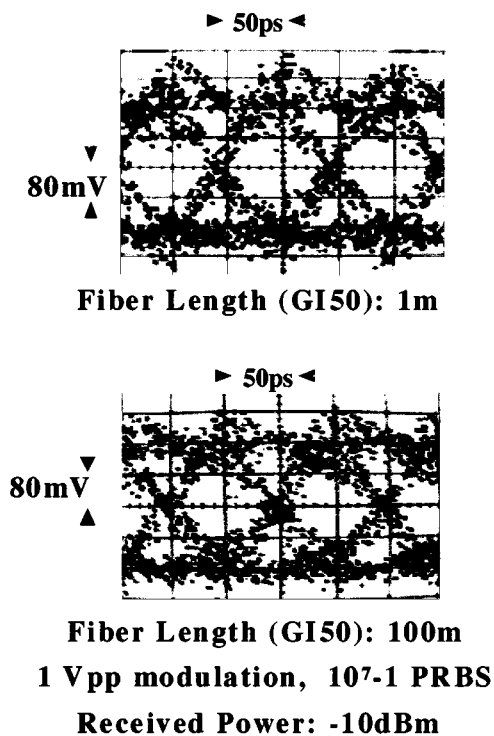 50ps
80mV
Fiber Length (GI50): 1m
50ps
80mV
Fiber Length (GI50): 100m
1 Vpp modulation, 10⁷-1 PRBS
Received Power: -10dBm